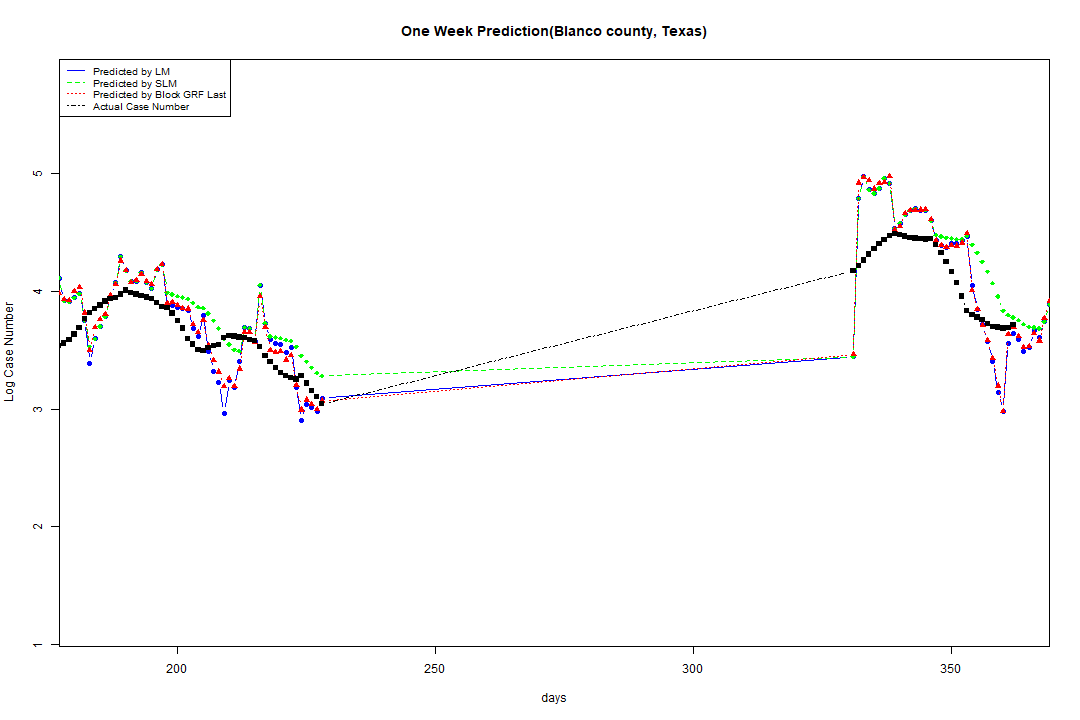 One Week Prediction(Blanco county, Texas)
Predicted by LM
Predicted by SLM
Predicted by Block GRF Last
Actual Case Number
Log Case Number
5
4
3
2
1
200
250
300
350
days